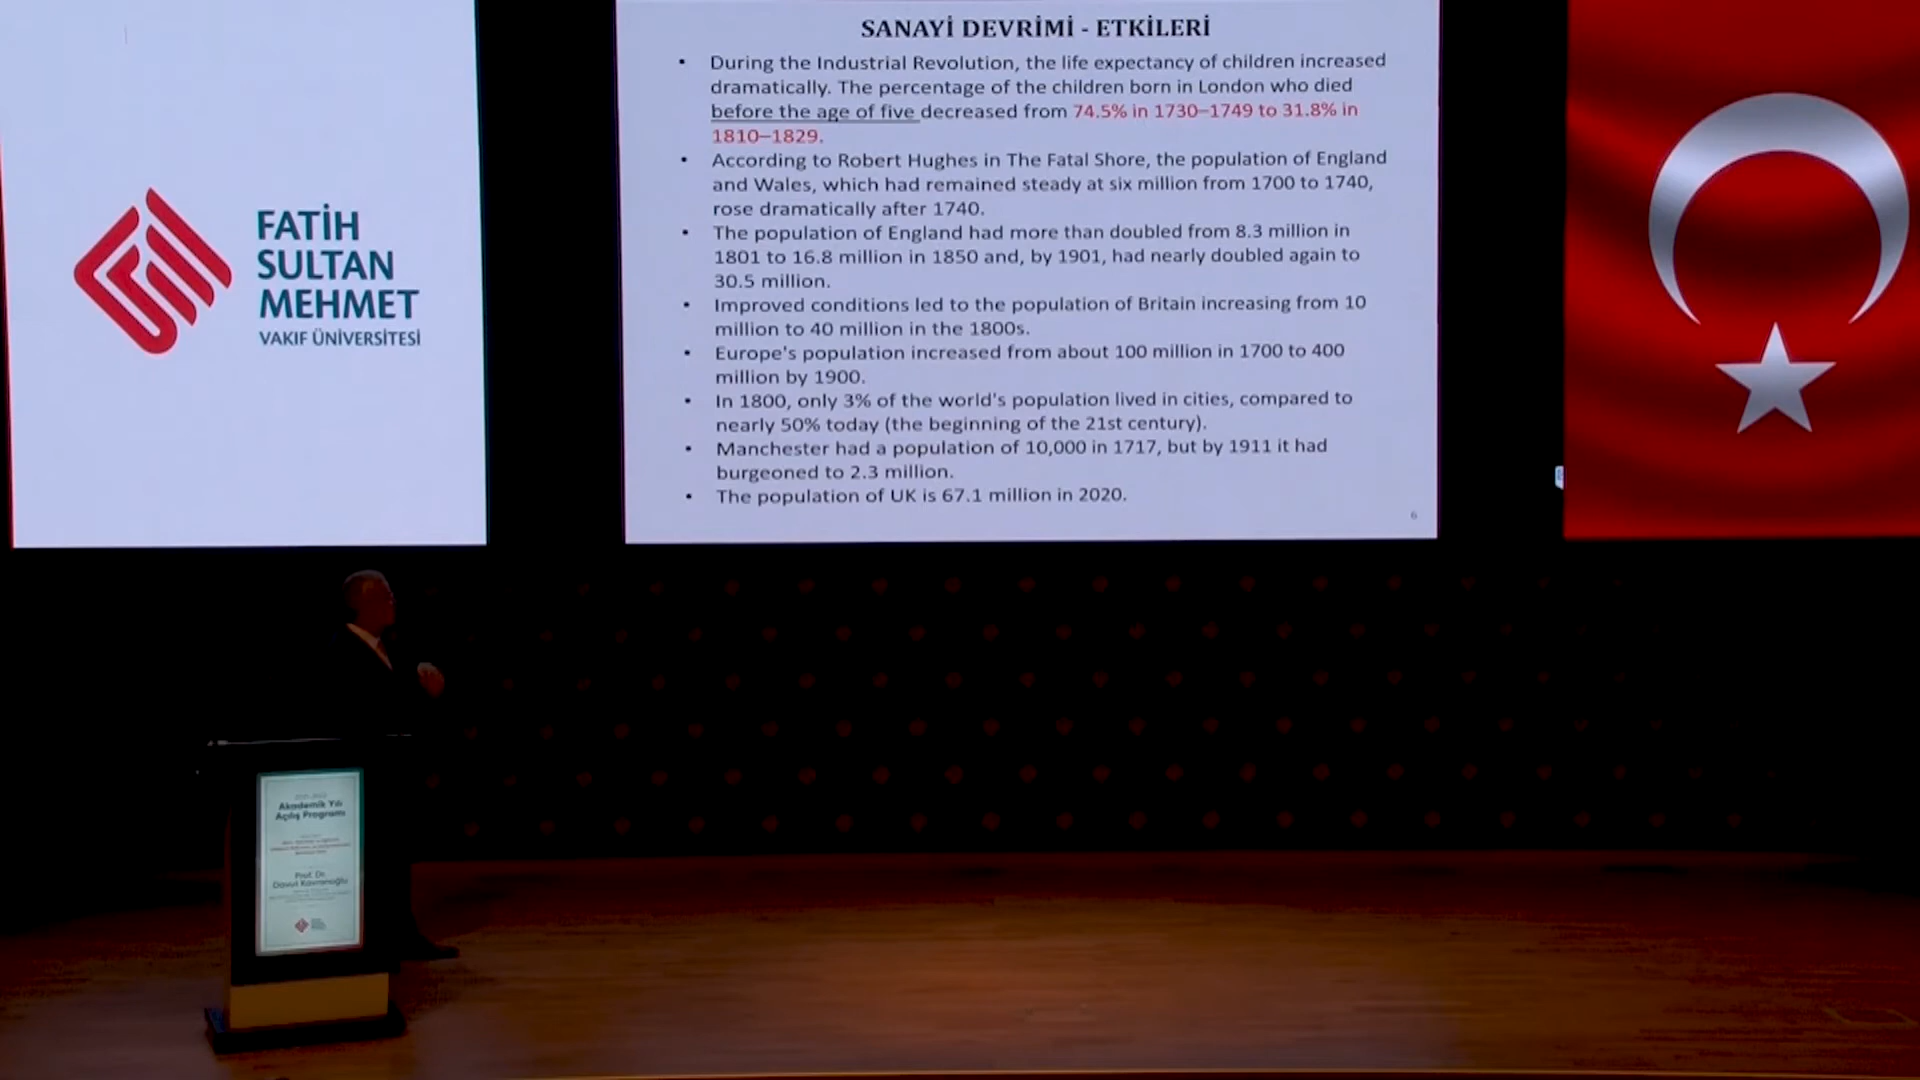 FATİH
SULTAN
MEHMET
VAKIF ÜNİVERSİTESİ
SANAYİ DEVRİMİ - ETKİLERİ
• During the Industrial Revolution, the life expectancy of children increased
dramatically. The percentage of the children born in London who died
before the age of five decreased from 74.5% in 1730–1749 to 31.8% in
1810–1829.
• According to Robert Hughes in The Fatal Shore, the population of England
and Wales, which had remained steady at six million from 1700 to 1740,
rose dramatically after 1740.
• The population of England had more than doubled from 8.3 million in
1801 to 16.8 million in 1850 and, by 1901, had nearly doubled again to
30.5 million.
• Improved conditions led to the population of Britain increasing from 10
million to 40 million in the 1800s.
• Europe's population increased from about 100 million in 1700 to 400
million by 1900.
• In 1800, only 3% of the world's population lived in cities, compared to
nearly 50% today (the beginning of the 21st century).
• Manchester had a population of 10,000 in 1717, but by 1911 it had
burgeoned to 2.3 million.
• The population of UK is 67.1 million in 2020.
6
Akademik Yılı
Açılış Programı
Prof. Dr.
Davut Kavranoğlu